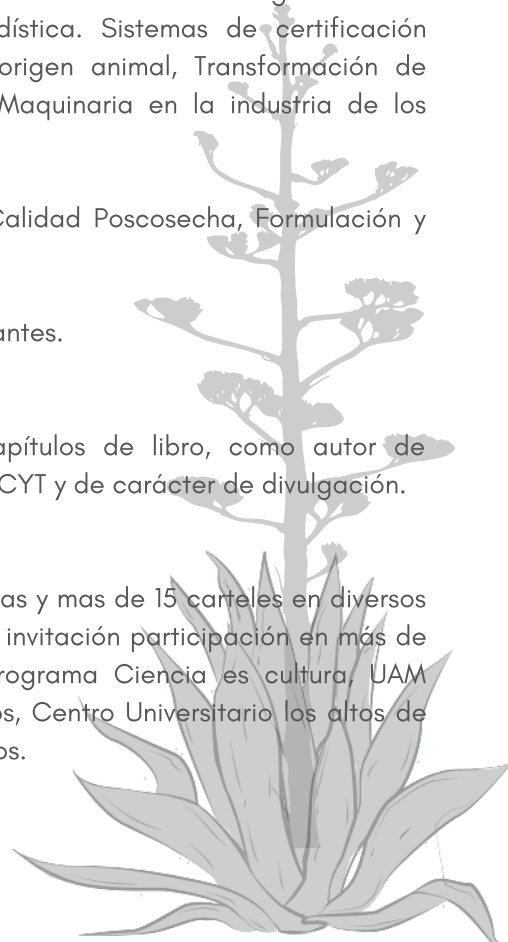 dística. Sistemas de certificación
origen animal, Transformación de
Maquinaria en la industria de los
Calidad Poscosecha, Formulación y
antes.
apítulos de libro, como autor de
CYT y de carácter de divulgación.
as y mas de 15 carteles en diversos
invitación participación en más de
rograma Ciencia es cultura, UAM
os, Centro Universitario los altos de
os.